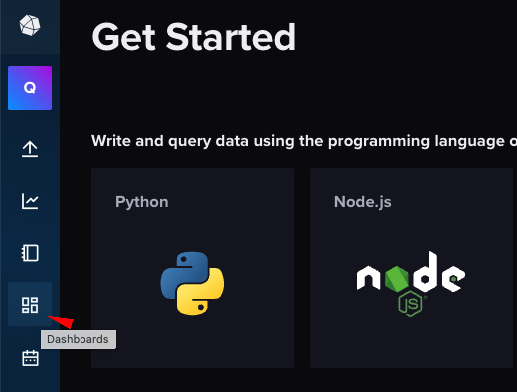 Get Started
Q
Write and query data using the programming language o
Python
Node.js
node
JS
Dashboards